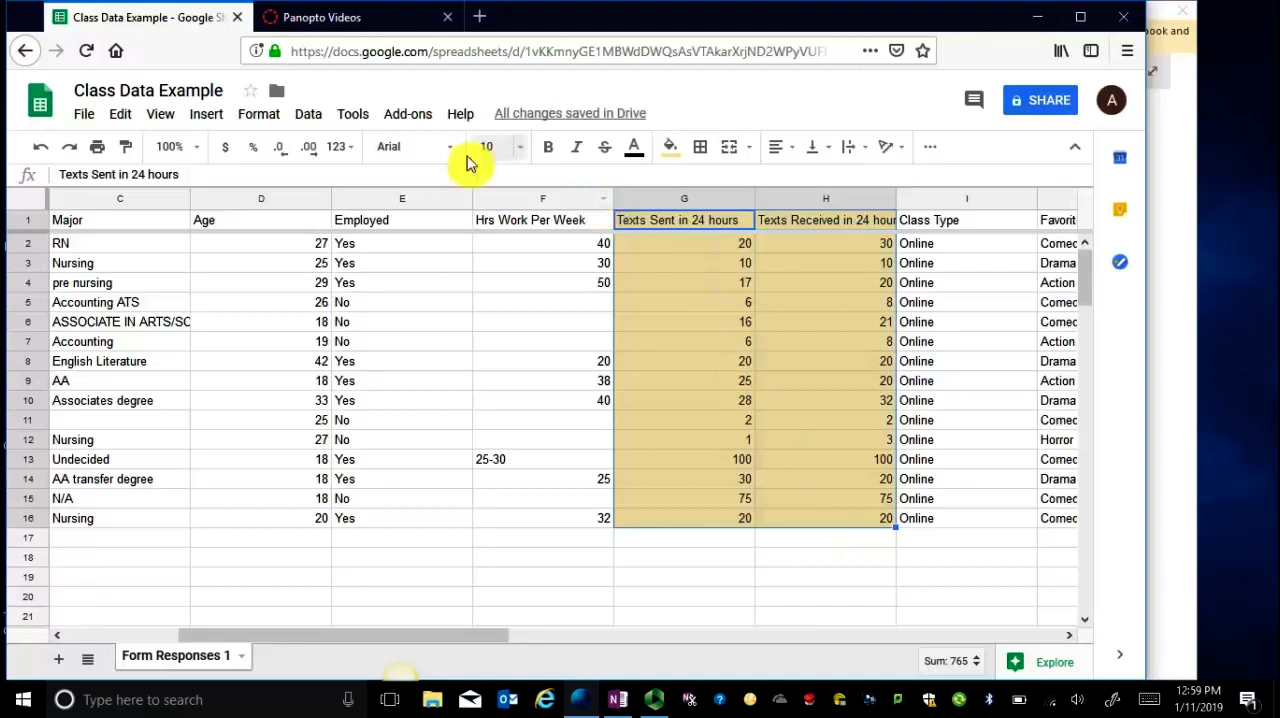 Class Data Example - Google Sh
Panopto Videos
https://docs.google.com/spreadsheets/d/1vKKmnyGE1MBWdDWQsAsVTAkarXrjND2WPyVUFI
ook and
Class Data Example
SHARE
A
File Edit View Insert Format Data Tools Add-ons Help All changes saved in Drive
100% $ % .0 .00 123 Arial 10 B I S A
31
fx Texts Sent in 24 hours
C D E F G H I
1 Major Age Employed Hrs Work Per Week Texts Sent in 24 hours Texts Received in 24 hour Class Type Favorit
2 RN 27 Yes 40 20 30 Online Comec
3 Nursing 25 Yes 30 10 10 Online Drama
4 pre nursing 29 Yes 50 17 20 Online Action
5 Accounting ATS 26 No 6 8 Online Comec
6 ASSOCIATE IN ARTS/SC 18 No 16 21 Online Comec
7 Accounting 19 No 6 8 Online Action
8 English Literature 42 Yes 20 20 20 Online Drama
9 AA 18 Yes 38 25 20 Online Action
10 Associates degree 33 Yes 40 28 32 Online Drama
11 25 No 2 2 Online Comec
12 Nursing 27 No 1 3 Online Horror
13 Undecided 18 Yes 25-30 100 100 Online Comec
14 AA transfer degree 18 Yes 25 30 20 Online Drama
15 N/A 18 No 75 75 Online Comec
16 Nursing 20 Yes 32 20 20 Online Comec
17
18
19
20
21
Form Responses 1
Sum: 765
Explore
Type here to search
12:59 PM
1/11/2019